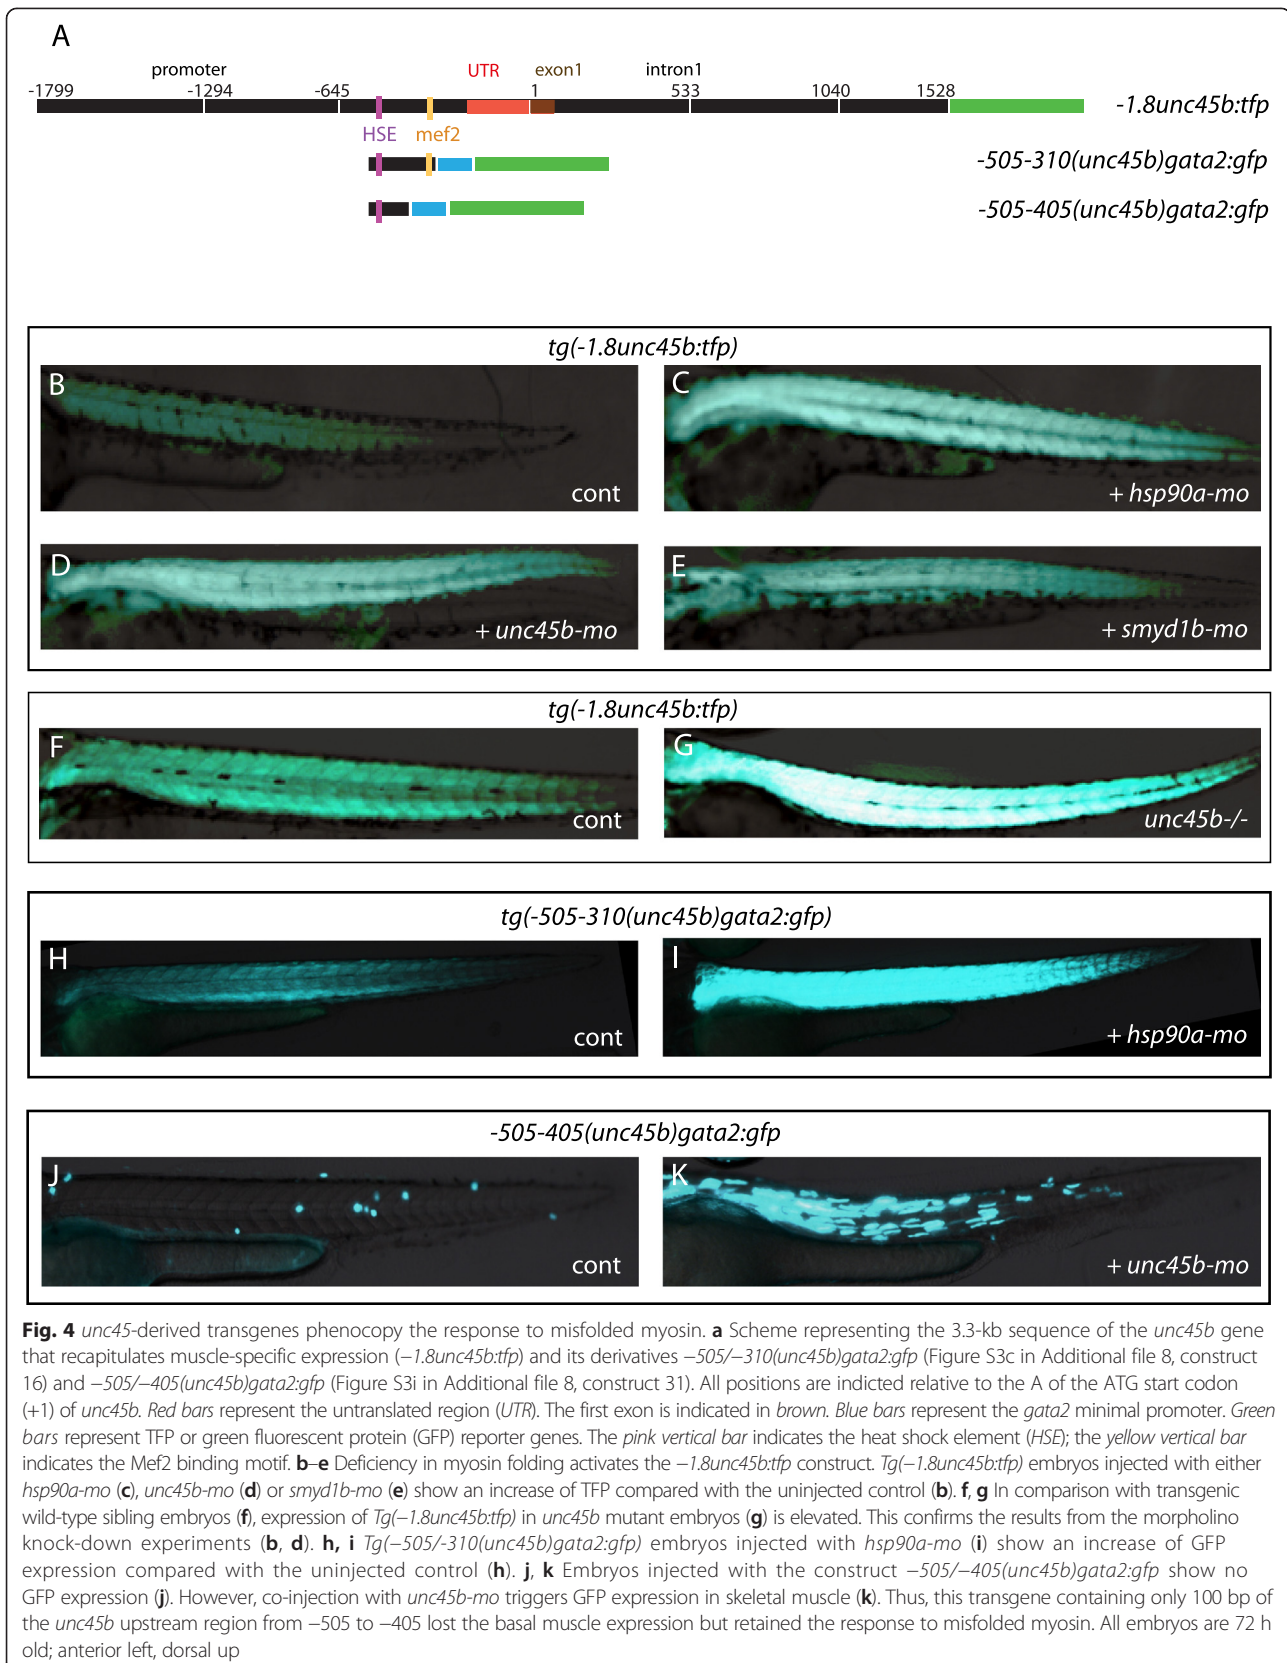 A
promoter UTR exon1 intron1
-1799 -1294 -645 1 533 1040 1528
-1.8unc45b:tfp
HSE mef2
-505-310(unc45b)gata2:gfp
-505-405(unc45b)gata2:gfp
tg(-1.8unc45b:tfp)
B cont
C + hsp90a-mo
D + unc45b-mo
E + smyd1b-mo
tg(-1.8unc45b:tfp)
F cont
G unc45b-/-
tg(-505-310(unc45b)gata2:gfp)
H cont
I + hsp90a-mo
-505-405(unc45b)gata2:gfp
J cont
K + unc45b-mo
Fig. 4 unc45-derived transgenes phenocopy the response to misfolded myosin. a Scheme representing the 3.3-kb sequence of the unc45b gene
that recapitulates muscle-specific expression (−1.8unc45b:tfp) and its derivatives −505/−310(unc45b)gata2:gfp (Figure S3c in Additional file 8, construct
16) and −505/−405(unc45b)gata2:gfp (Figure S3i in Additional file 8, construct 31). All positions are indicted relative to the A of the ATG start codon
(+1) of unc45b. Red bars represent the untranslated region (UTR). The first exon is indicated in brown. Blue bars represent the gata2 minimal promoter. Green
bars represent TFP or green fluorescent protein (GFP) reporter genes. The pink vertical bar indicates the heat shock element (HSE); the yellow vertical bar
indicates the Mef2 binding motif. b–e Deficiency in myosin folding activates the −1.8unc45b:tfp construct. Tg(−1.8unc45b:tfp) embryos injected with either
hsp90a-mo (c), unc45b-mo (d) or smyd1b-mo (e) show an increase of TFP compared with the uninjected control (b). f, g In comparison with transgenic
wild-type sibling embryos (f), expression of Tg(−1.8unc45b:tfp) in unc45b mutant embryos (g) is elevated. This confirms the results from the morpholino
knock-down experiments (b, d). h, i Tg(−505/-310(unc45b)gata2:gfp) embryos injected with hsp90a-mo (i) show an increase of GFP
expression compared with the uninjected control (h). j, k Embryos injected with the construct −505/−405(unc45b)gata2:gfp show no
GFP expression (j). However, co-injection with unc45b-mo triggers GFP expression in skeletal muscle (k). Thus, this transgene containing only 100 bp of
the unc45b upstream region from −505 to −405 lost the basal muscle expression but retained the response to misfolded myosin. All embryos are 72 h
old; anterior left, dorsal up